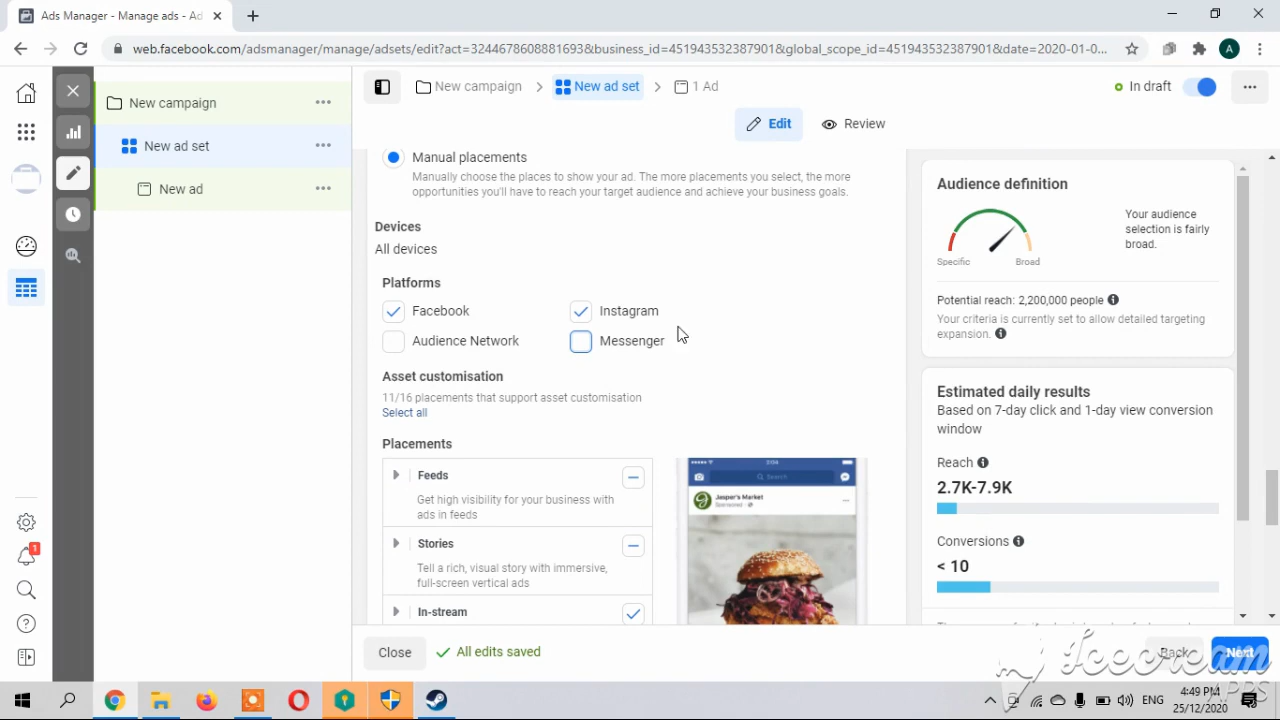 Ads Manager - Manage ads - Ad
web.facebook.com/adsmanager/manage/adsets/edit?act=3244678608881693&business_id=451943532387901&global_scope_id=451943532387901&date=2020-01-0...
A
New campaign
New ad set
1 Ad
In draft
New campaign
New ad set
New ad
Edit
Review
Manual placements
Manually choose the places to show your ad. The more placements you select, the more
opportunities you'll have to reach your target audience and achieve your business goals.
Devices
All devices
Platforms
Facebook
Instagram
Audience Network
Messenger
Asset customisation
11/16 placements that support asset customisation
Select all
Placements
Feeds
Get high visibility for your business with
ads in feeds
Stories
Tell a rich, visual story with immersive,
full-screen vertical ads
In-stream
2:04
Search
Jasper's Market
Sponsored
Audience definition
Your audience
selection is fairly
broad.
Specific
Broad
Potential reach: 2,200,000 people
Your criteria is currently set to allow detailed targeting
expansion.
Estimated daily results
Based on 7-day click and 1-day view conversion
window
Reach
2.7K-7.9K
Conversions
< 10
Close
All edits saved
Back
Next
Icecream
APPS
1
ENG
4:49 PM
25/12/2020